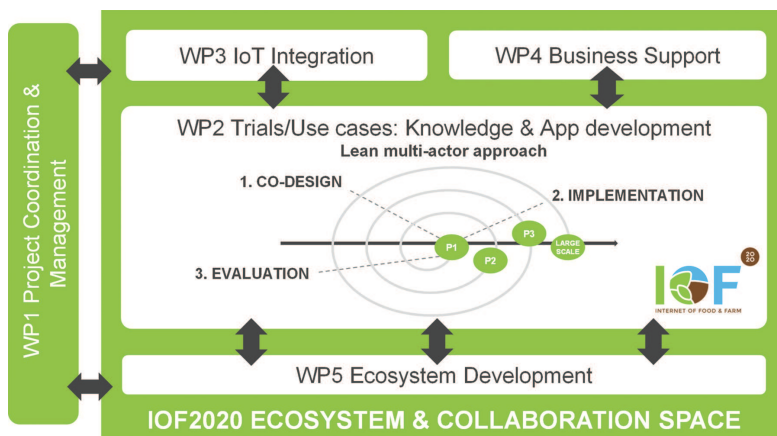 WP1 Project Coordination &
Management
WP3 IoT Integration
WP4 Business Support
WP2 Trials/Use cases: Knowledge & App development
Lean multi-actor approach
1. CO-DESIGN
2. IMPLEMENTATION
P1
P2
P3
LARGE
SCALE
3. EVALUATION
IOF
20
20
INTERNET OF FOOD & FARM
WP5 Ecosystem Development
IOF2020 ECOSYSTEM & COLLABORATION SPACE